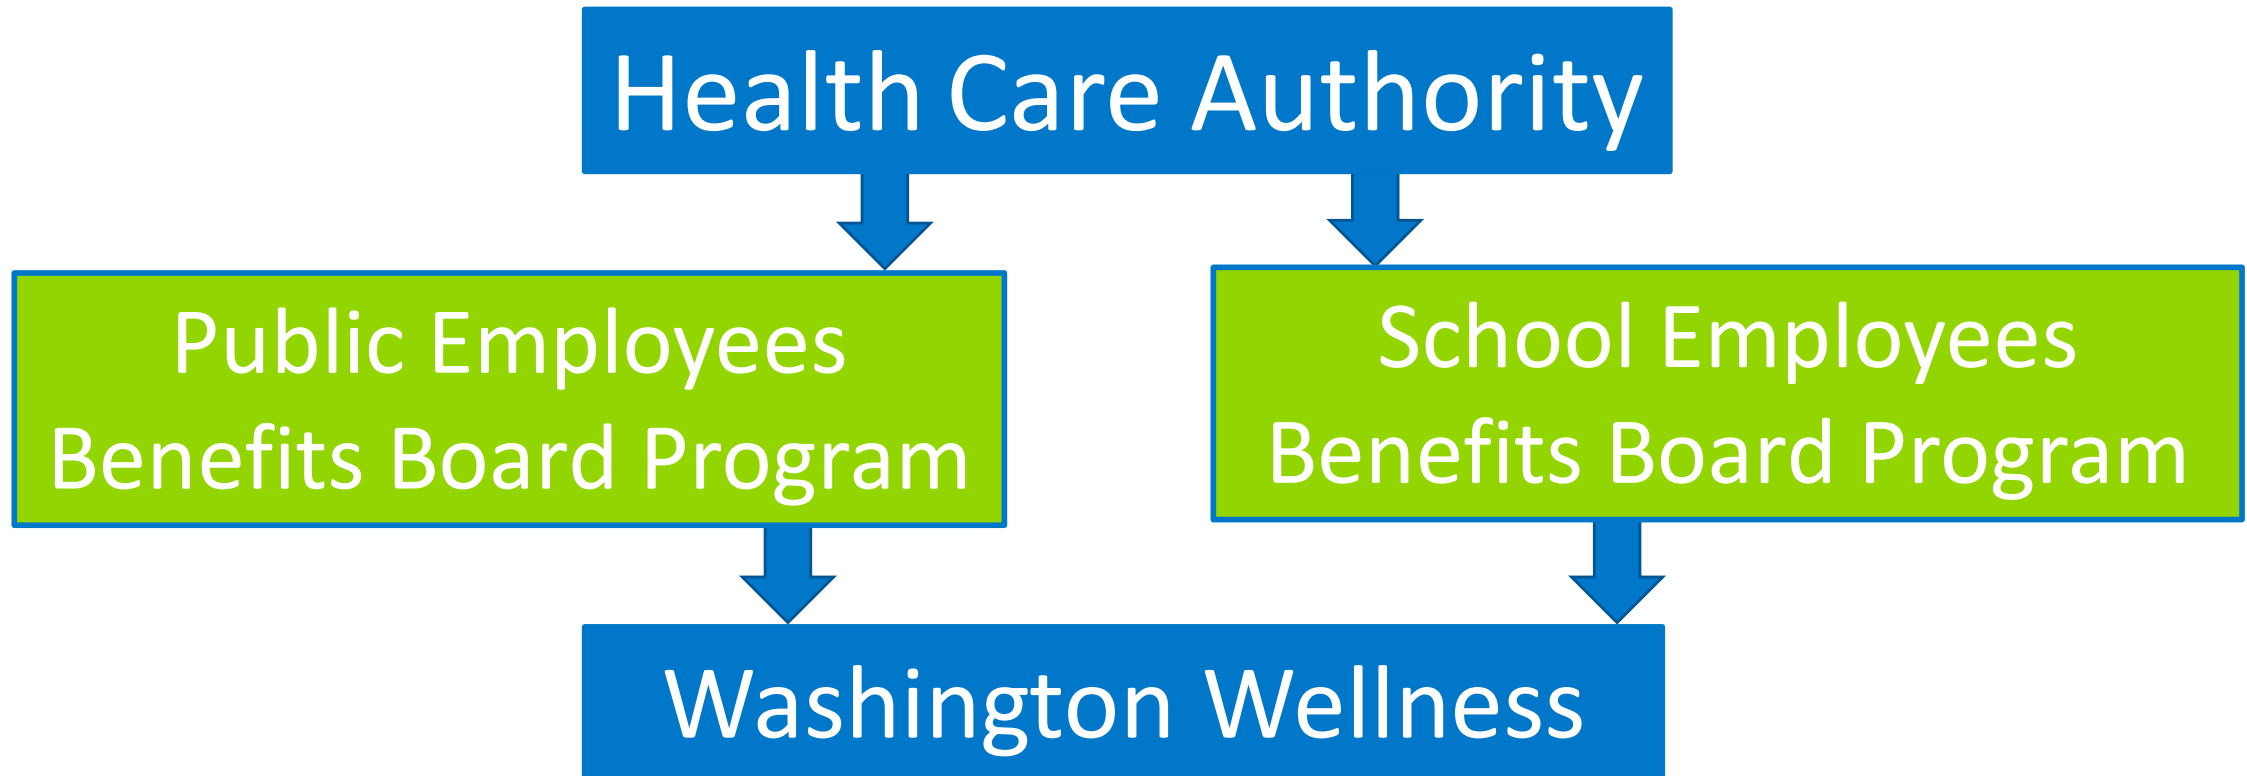 Health Care Authority
Public Employees
Benefits Board Program
School Employees
Benefits Board Program
Washington Wellness